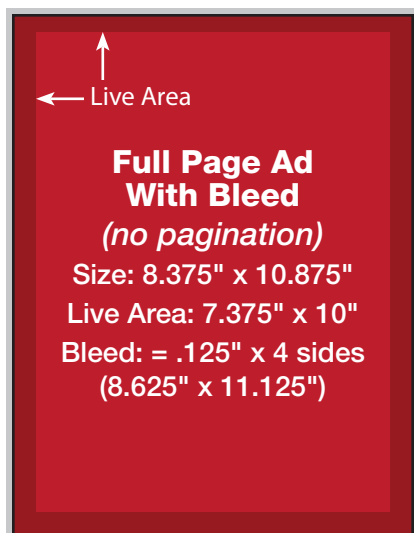 Live Area
Full Page Ad
With Bleed
(no pagination)
Size: 8.375" x 10.875"
Live Area: 7.375" x 10"
Bleed: = .125" x 4 sides
(8.625" x 11.125")